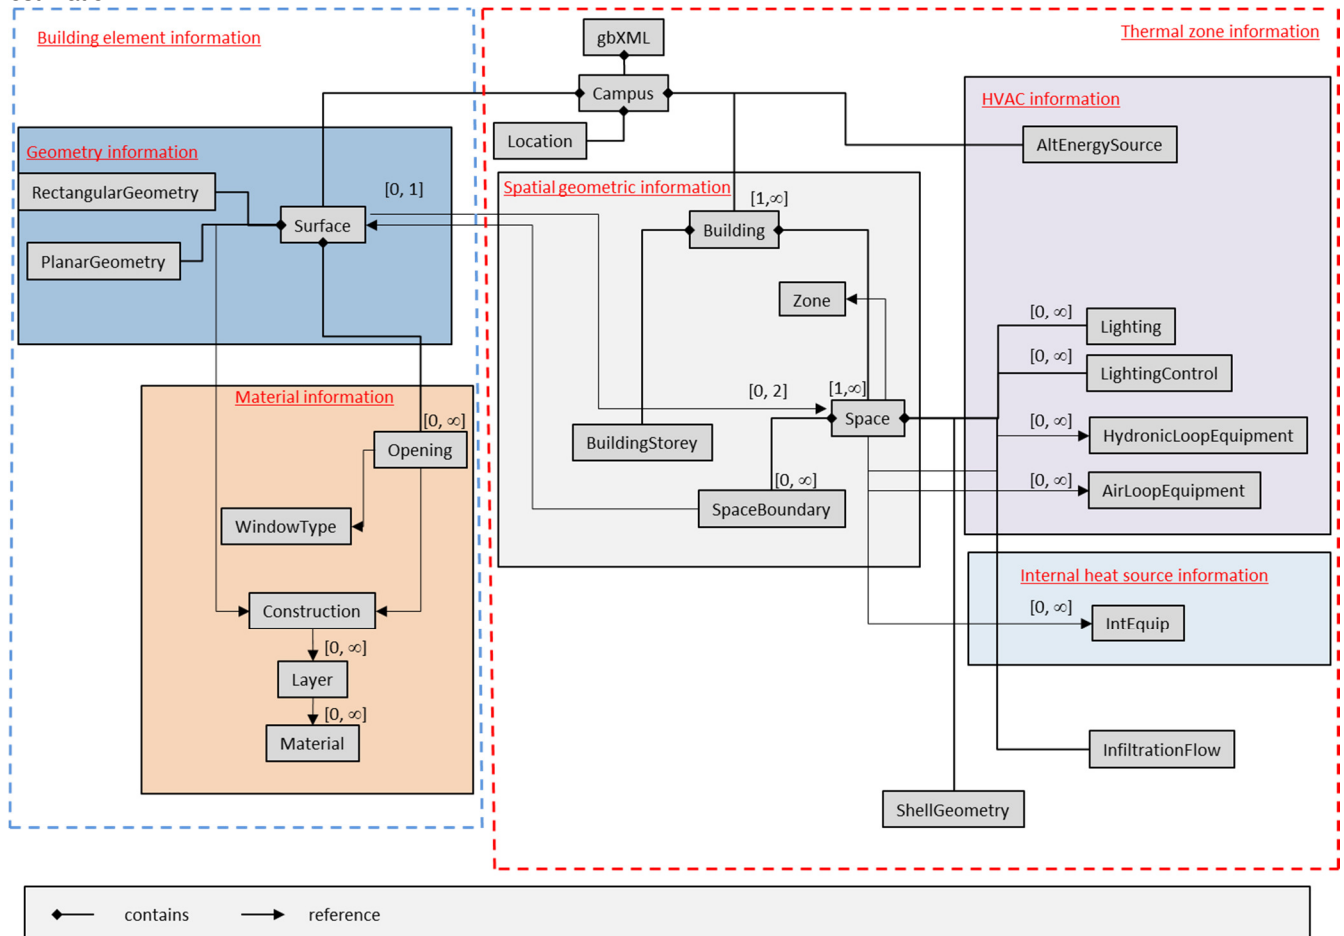 Building element information
Thermal zone information
gbXML
Campus
Location
HVAC information
AltEnergySource
Geometry information
RectangularGeometry
[0, 1]
Surface
PlanarGeometry
Spatial geometric information
[1,∞]
Building
Zone
[0, ∞]
Lighting
[0, ∞]
LightingControl
[0, 2]
[1,∞]
Space
BuildingStorey
[0, ∞]
HydronicLoopEquipment
[0, ∞]
AirLoopEquipment
[0, ∞]
SpaceBoundary
Material information
[0, ∞]
Opening
WindowType
Construction
[0, ∞]
Layer
[0, ∞]
Material
Internal heat source information
[0, ∞]
IntEquip
InfiltrationFlow
ShellGeometry
contains
reference